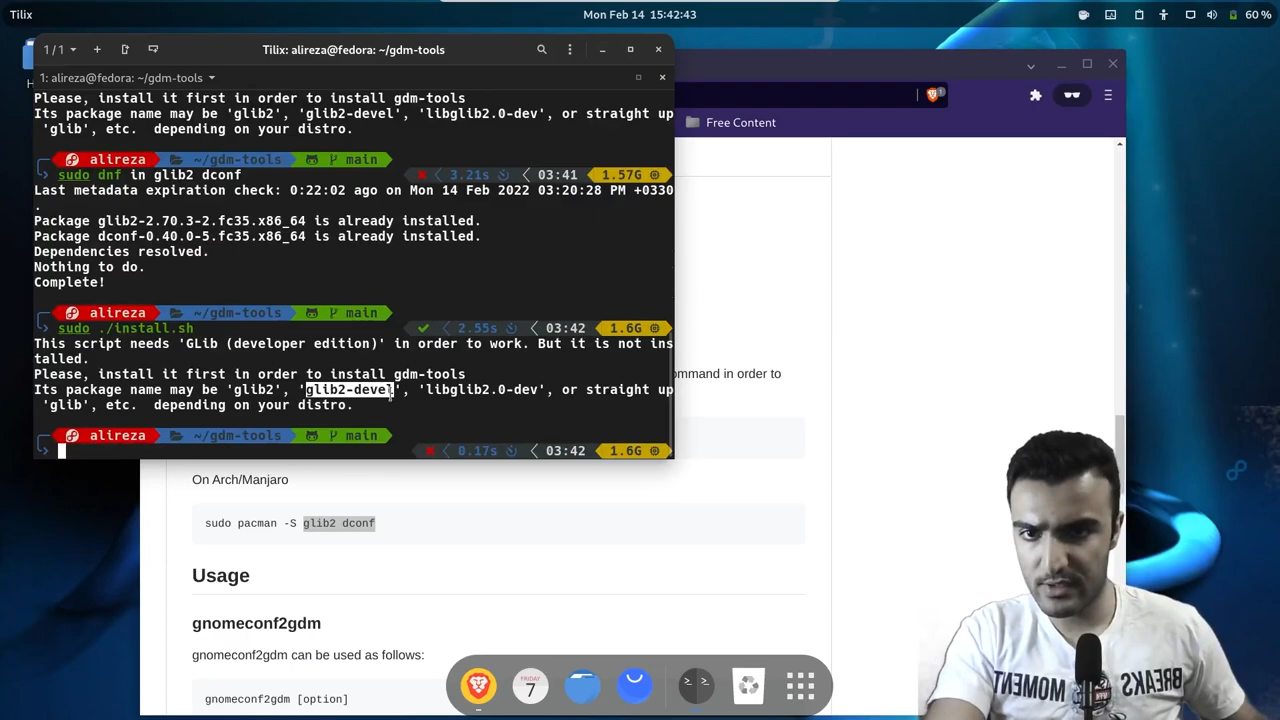 Tilix
Mon Feb 14 15:42:43
60 %
1/1
Tilix: alireza@fedora: ~/gdm-tools
1: alireza@fedora: ~/gdm-tools
Please, install it first in order to install gdm-tools
Its package name may be 'glib2', 'glib2-devel', 'libglib2.0-dev', or straight up
'glib', etc.  depending on your distro.
alireza ~/gdm-tools main
sudo dnf in glib2 dconf 3.21s 03:41 1.57G
Last metadata expiration check: 0:22:02 ago on Mon 14 Feb 2022 03:20:28 PM +0330
.
Package glib2-2.70.3-2.fc35.x86_64 is already installed.
Package dconf-0.40.0-5.fc35.x86_64 is already installed.
Dependencies resolved.
Nothing to do.
Complete!
alireza ~/gdm-tools main
sudo ./install.sh 2.55s 03:42 1.6G
This script needs 'GLib (developer edition)' in order to work. But it is not ins
talled.
Please, install it first in order to install gdm-tools
Its package name may be 'glib2', 'glib2-devel', 'libglib2.0-dev', or straight up
'glib', etc.  depending on your distro.
alireza ~/gdm-tools main
0.17s 03:42 1.6G
1
Free Content
ommand in order to
On Arch/Manjaro
sudo pacman -S glib2 dconf
Usage
gnomeconf2gdm
gnomeconf2gdm can be used as follows:
gnomeconf2gdm [option]
FRIDAY
7
MOMENT BREAKS